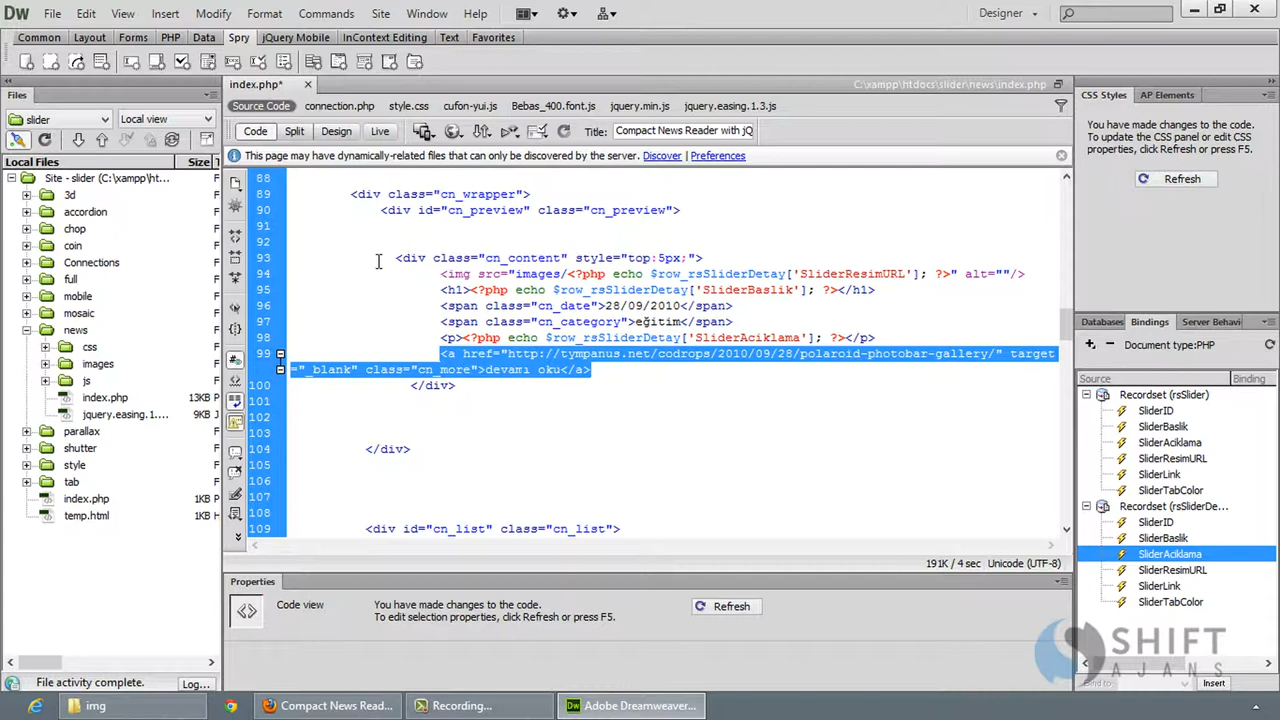 Dw File Edit View Insert Modify Format Commands Site Window Help Designer
Common Layout Forms PHP Data Spry jQuery Mobile InContext Editing Text Favorites
Files
index.php*
C:\xampp\htdocs\slider\news\index.php
CSS Styles AP Elements
slider Local view
Source Code connection.php style.css cufon-yui.js Bebas_400.font.js jquery.min.js jquery.easing.1.3.js
Code Split Design Live Title: Compact News Reader with jQ
This page may have dynamically-related files that can only be discovered by the server. Discover Preferences
You have made changes to the code.
To update the CSS panel or edit CSS properties, click Refresh or press F5.
Refresh
Local Files Size
Site - slider (C:\xampp\ht... F
3d F
accordion F
chop F
coin F
Connections F
full F
mobile F
mosaic F
news F
css F
images F
js F
index.php 13KB P
jquery.easing.1.... 9KB J
parallax F
shutter F
style F
tab F
index.php 1KB P
temp.html 1KB F
88
89 <div class="cn_wrapper">
90 <div id="cn_preview" class="cn_preview">
91
92
93 <div class="cn_content" style="top:5px;">
94 <img src="images/<?php echo $row_rsSliderDetay['SliderResimURL']; ?>" alt=""/>
95 <h1><?php echo $row_rsSliderDetay['SliderBaslik']; ?></h1>
96 <span class="cn_date">28/09/2010</span>
97 <span class="cn_category">eğitim</span>
98 <p><?php echo $row_rsSliderDetay['SliderAciklama']; ?></p>
99 <a href="http://tympanus.net/codrops/2010/09/28/polaroid-photobar-gallery/" target
="_blank" class="cn_more">devamı oku</a>
100 </div>
101
102
103
104 </div>
105
106
107
108
109 <div id="cn_list" class="cn_list">
191K / 4 sec Unicode (UTF-8)
Databases Bindings Server Behavi
Document type:PHP
Source Binding
Recordset (rsSlider)
SliderID
SliderBaslik
SliderAciklama
SliderResimURL
SliderLink
SliderTabColor
Recordset (rsSliderDe...
SliderID
SliderBaslik
SliderAciklama
SliderResimURL
SliderLink
SliderTabColor
Properties
Code view
You have made changes to the code.
To edit selection properties, click Refresh or press F5.
Refresh
SHIFT
AJANS
File activity complete. Log...
Bind to Insert
img Compact News Read... Recording... Adobe Dreamweaver...